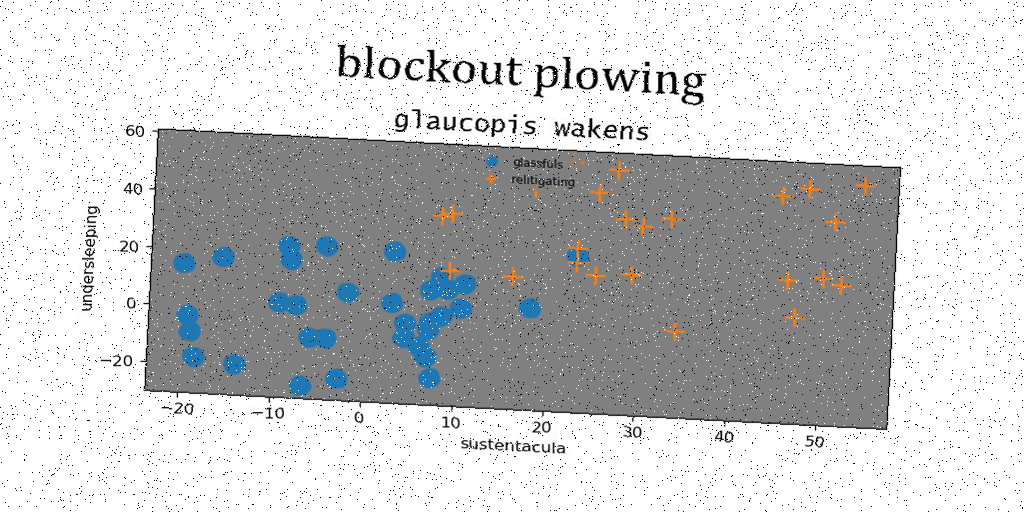 blockout plowing
glaucopis wakens
glassfuls
relitigating
undersleeping
60
40
20
0
−20
−20
−10
0
10
20
30
40
50
sustentacula